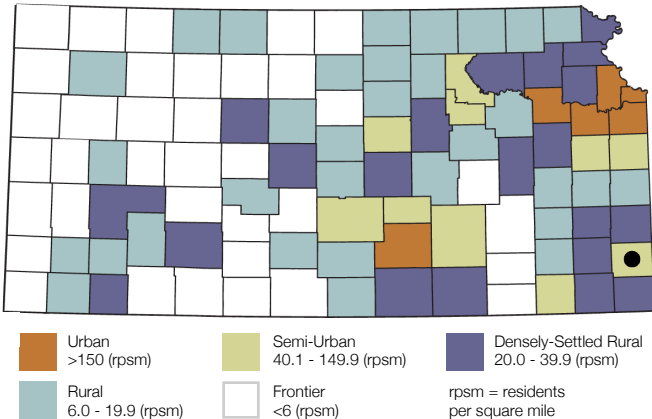 Urban
>150 (rpsm)
Semi-Urban
40.1 - 149.9 (rpsm)
Densely-Settled Rural
20.0 - 39.9 (rpsm)
Rural
6.0 - 19.9 (rpsm)
Frontier
<6 (rpsm)
rpsm = residents
per square mile